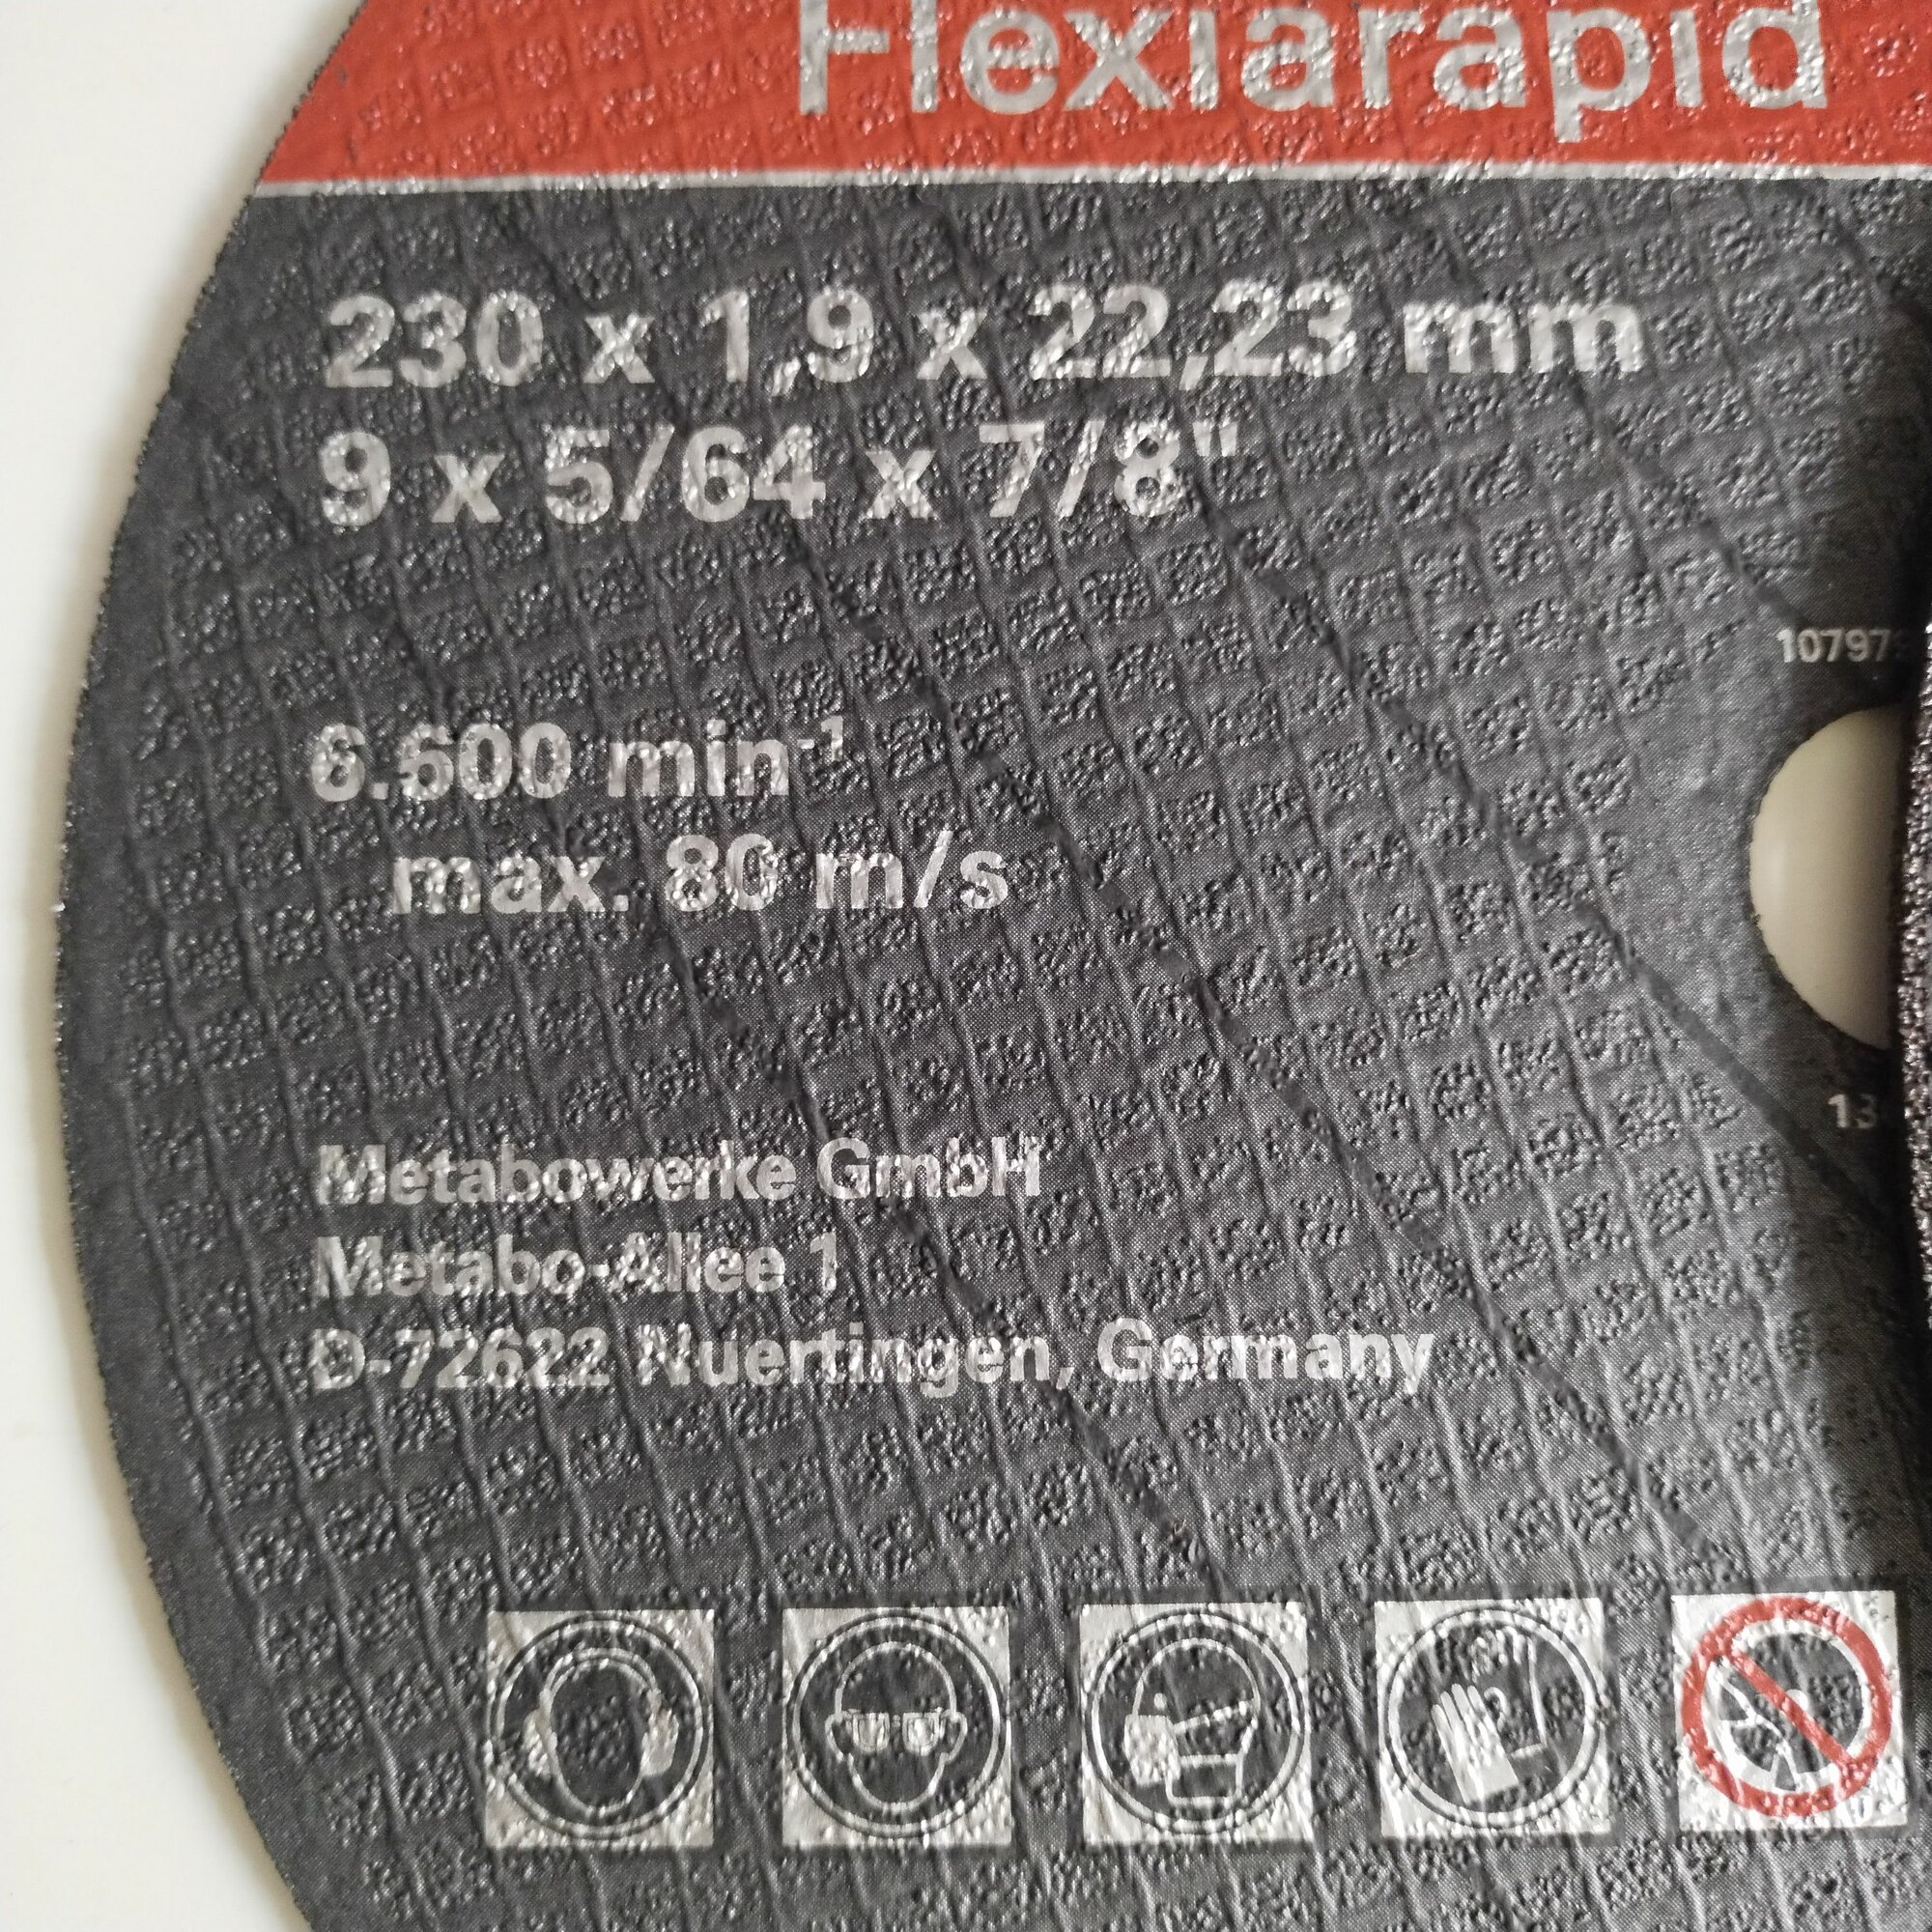 Flexiarapid
230 x 1,9 x 22,23 mm
9 x 5/64 x 7/8"
6.600 min-1
max. 80 m/s
Metabowerke GmbH
Metabo-Allee 1
D-72622 Nuertingen, Germany